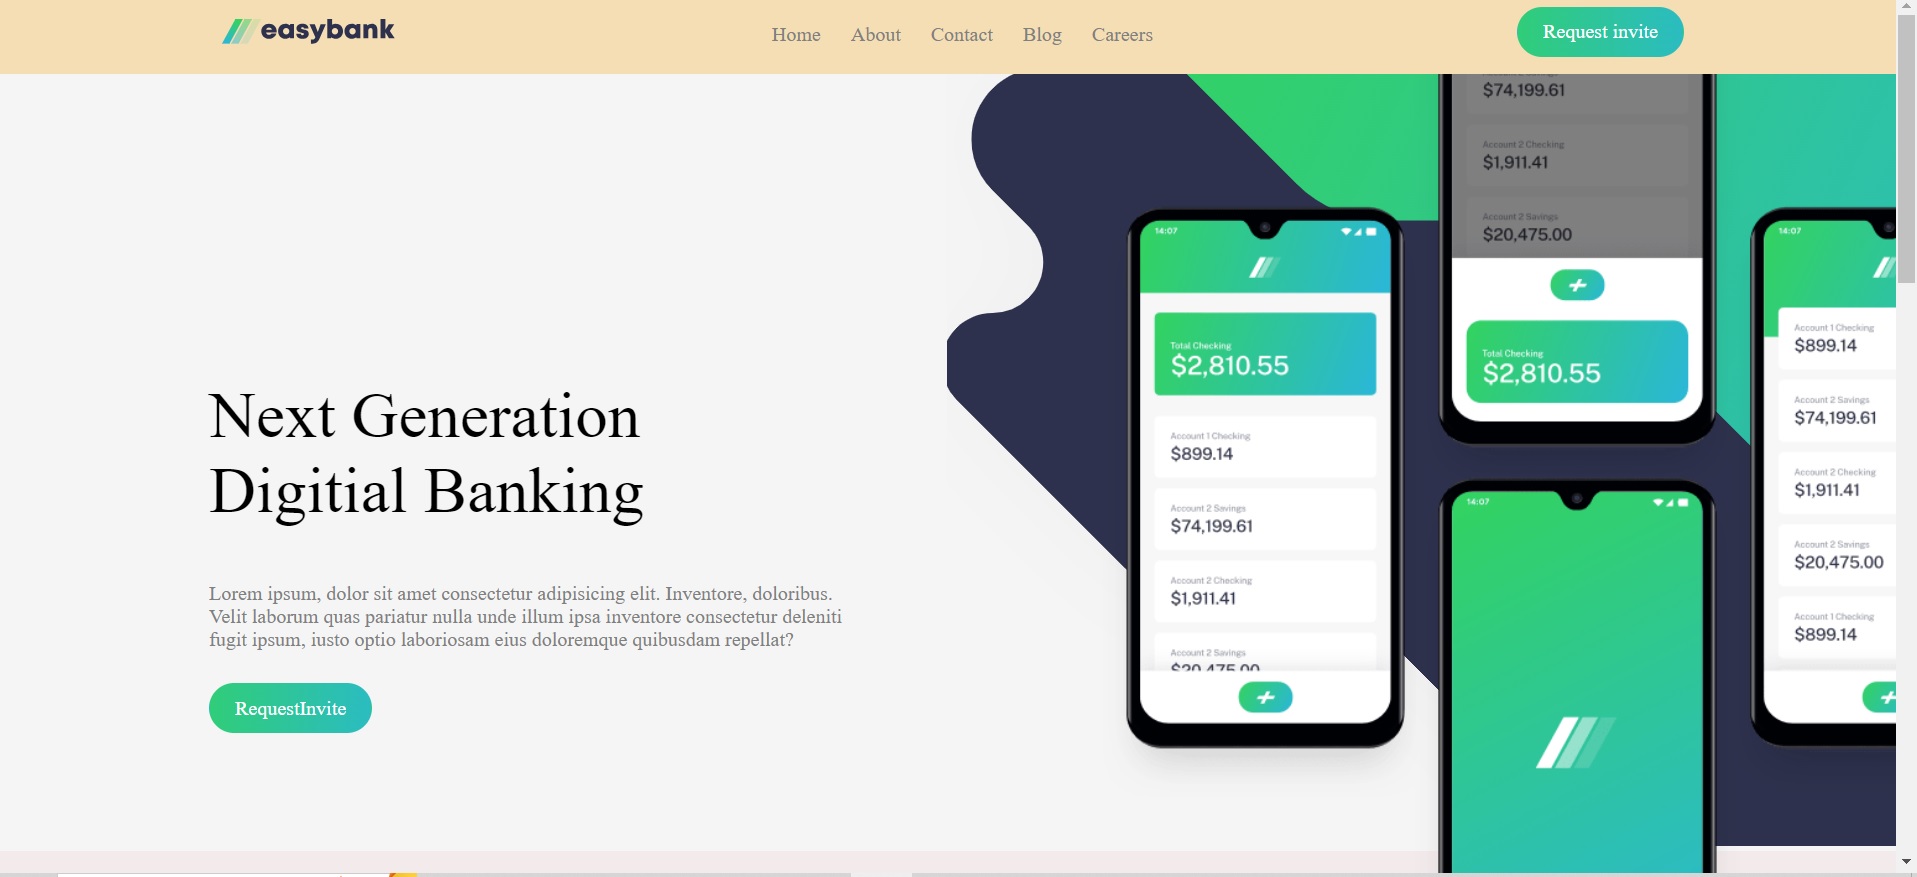 easybank
Home About Contact Blog Careers
Request invite
Next Generation
Digitial Banking
Lorem ipsum, dolor sit amet consectetur adipisicing elit. Inventore, doloribus.
Velit laborum quas pariatur nulla unde illum ipsa inventore consectetur deleniti
fugit ipsum, iusto optio laboriosam eius doloremque quibusdam repellat?
RequestInvite
14:07
Total Checking
$2,810.55
Account 1 Checking
$899.14
Account 2 Savings
$74,199.61
Account 2 Checking
$1,911.41
Account 2 Savings
$20,475.00
$74,199.61
Account 2 Checking
$1,911.41
Account 2 Savings
$20,475.00
Total Checking
$2,810.55
14:07
14:07
Account 1 Checking
$899.14
Account 2 Savings
$74,199.61
Account 2 Checking
$1,911.41
Account 2 Savings
$20,475.00
Account 1 Checking
$899.14